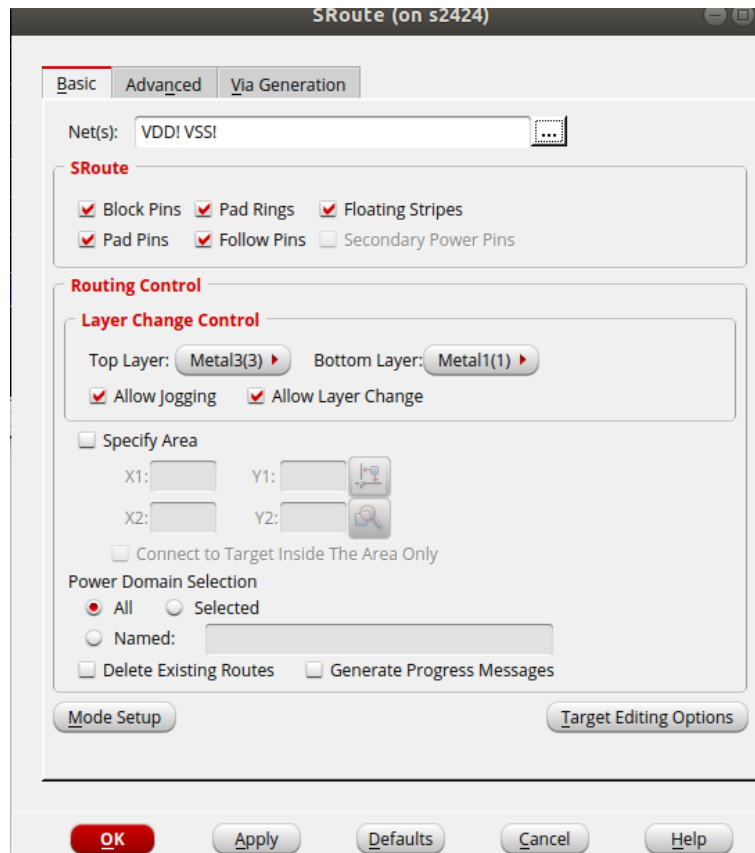 SRoute (on s2424)
Basic Advanced Via Generation
Net(s): VDD! VSS! ...
SRoute
Block Pins Pad Rings Floating Stripes
Pad Pins Follow Pins Secondary Power Pins
Routing Control
Layer Change Control
Top Layer: Metal3(3) Bottom Layer: Metal1(1)
Allow Jogging Allow Layer Change
Specify Area
X1: Y1:
X2: Y2:
Connect to Target Inside The Area Only
Power Domain Selection
All Selected
Named:
Delete Existing Routes Generate Progress Messages
Mode Setup Target Editing Options
OK Apply Defaults Cancel Help